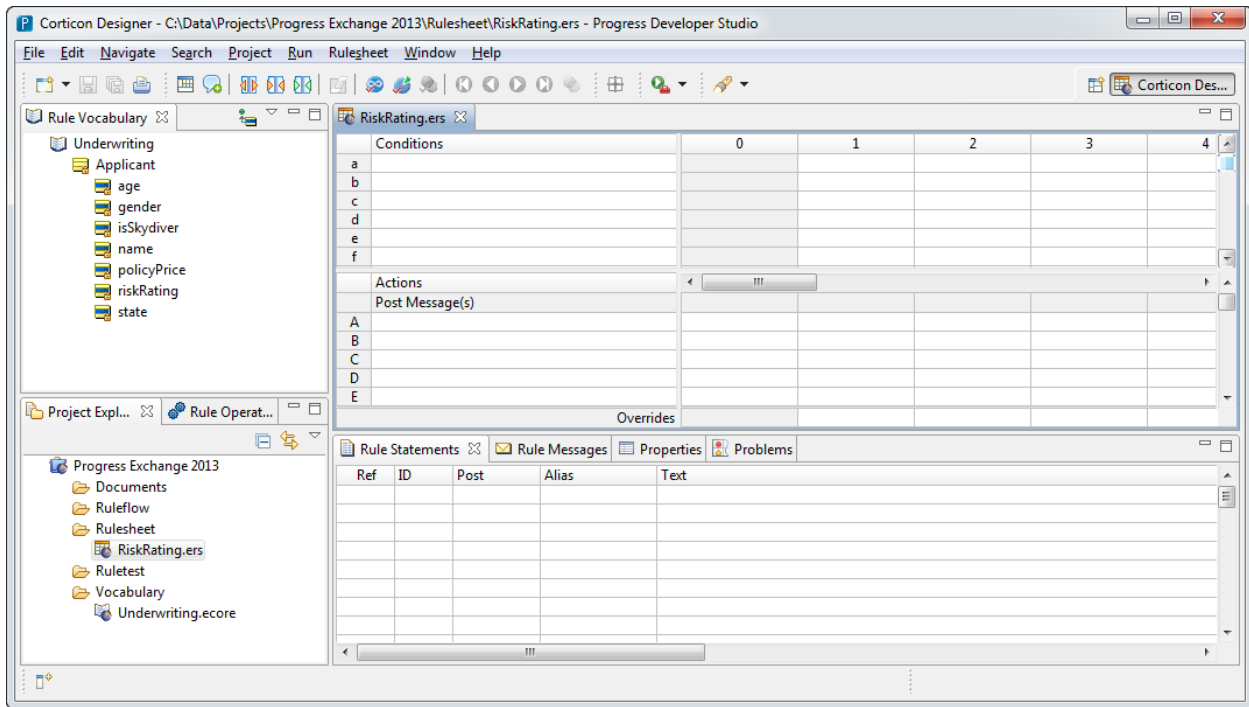 Corticon Designer - C:\Data\Projects\Progress Exchange 2013\Rulesheet\RiskRating.ers - Progress Developer Studio
File Edit Navigate Search Project Run Rulesheet Window Help
Corticon Des...
Rule Vocabulary
Underwriting
Applicant
age
gender
isSkydiver
name
policyPrice
riskRating
state
Project Expl... Rule Operat...
Progress Exchange 2013
Documents
Ruleflow
Rulesheet
RiskRating.ers
Ruletest
Vocabulary
Underwriting.ecore
RiskRating.ers
Conditions 0 1 2 3 4
a
b
c
d
e
f
Actions
Post Message(s)
A
B
C
D
E
Overrides
Rule Statements Rule Messages Properties Problems
Ref ID Post Alias Text